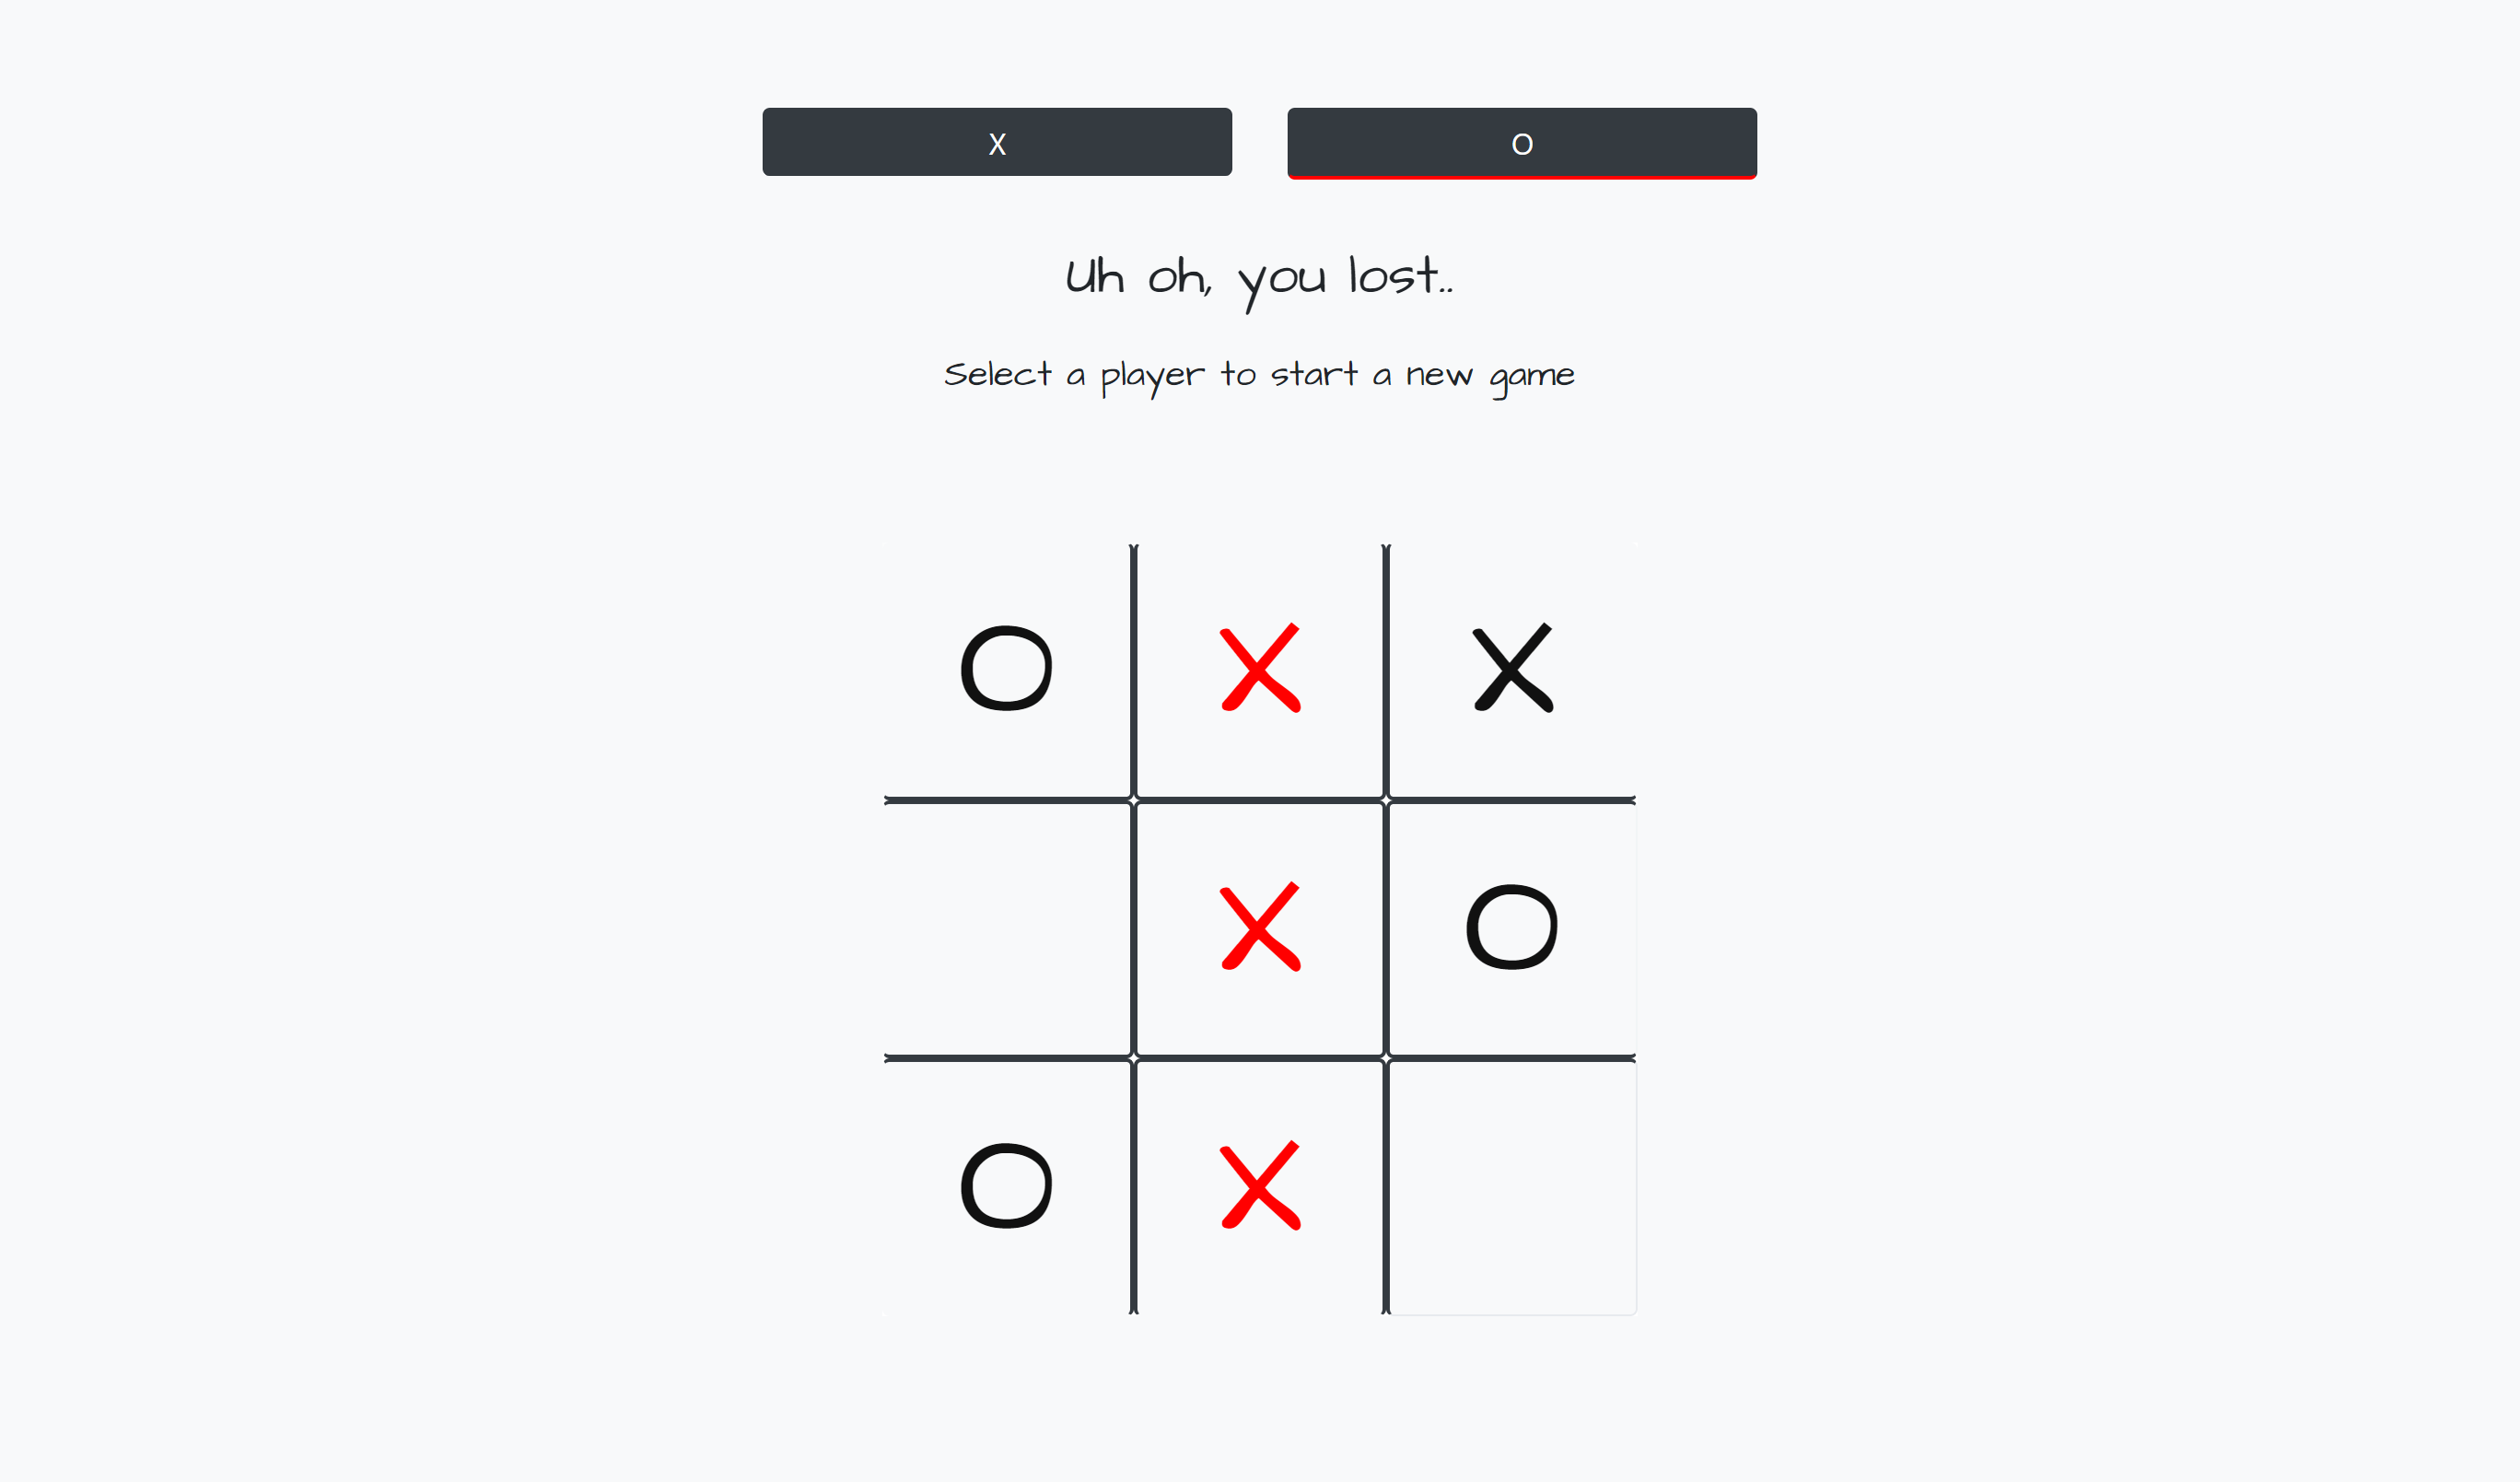 X O
Uh oh, you lost..
Select a player to start a new game
O X X
X O
O X